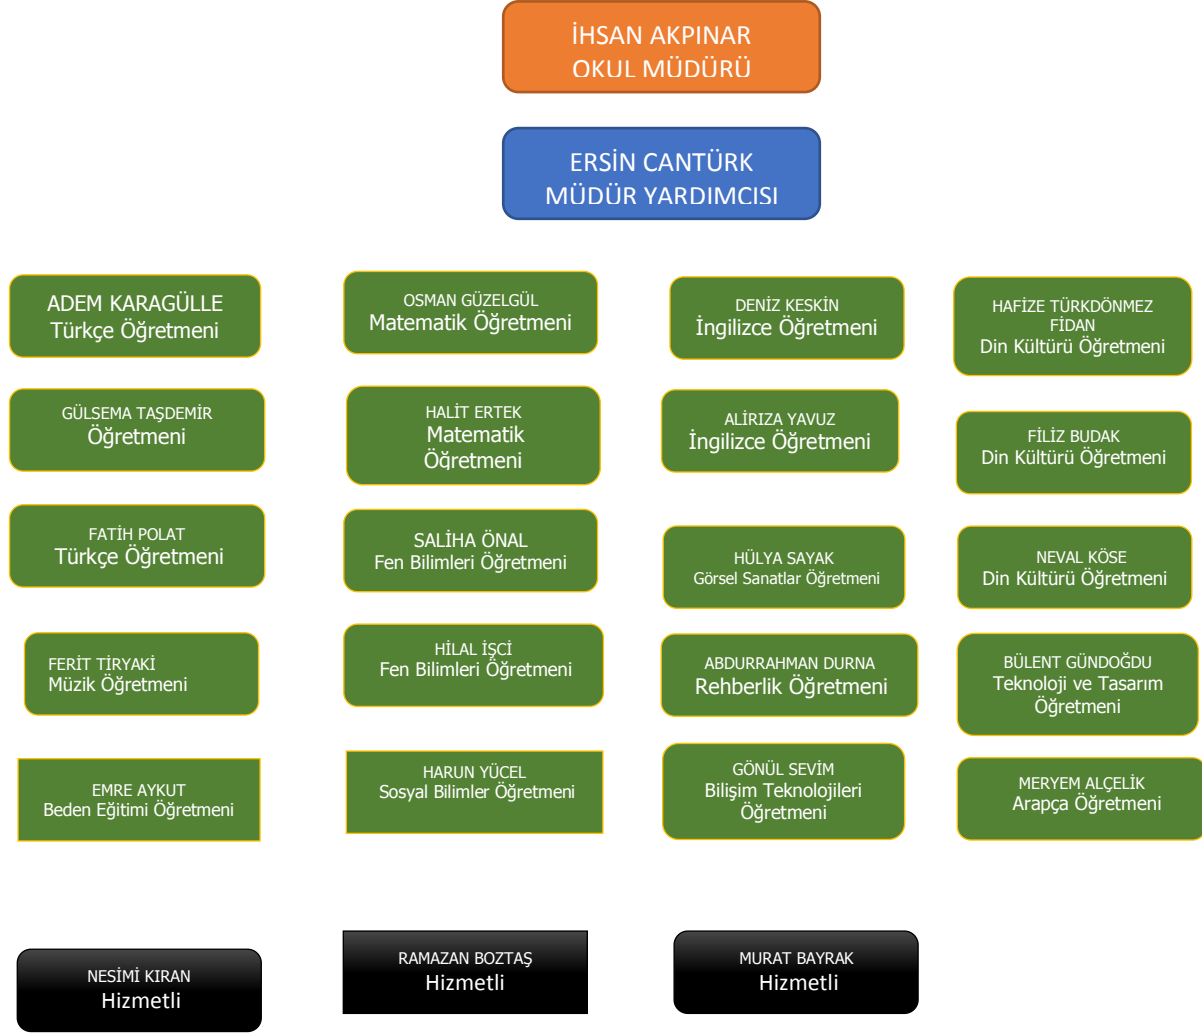 İHSAN AKPINAR
OKUL MÜDÜRÜ
ERSİN CANTÜRK
MÜDÜR YARDIMCISI
ADEM KARAGÜLLE
Türkçe Öğretmeni
OSMAN GÜZELGÜL
Matematik Öğretmeni
DENİZ KESKİN
İngilizce Öğretmeni
HAFİZE TÜRKDÖNMEZ
FİDAN
Din Kültürü Öğretmeni
GÜLSEMA TAŞDEMİR
Öğretmeni
HALİT ERTEK
Matematik
Öğretmeni
ALİRIZA YAVUZ
İngilizce Öğretmeni
FİLİZ BUDAK
Din Kültürü Öğretmeni
FATİH POLAT
Türkçe Öğretmeni
SALİHA ÖNAL
Fen Bilimleri Öğretmeni
HÜLYA SAYAK
Görsel Sanatlar Öğretmeni
NEVAL KÖSE
Din Kültürü Öğretmeni
FERİT TİRYAKİ
Müzik Öğretmeni
HİLAL İŞCİ
Fen Bilimleri Öğretmeni
ABDURRAHMAN DURNA
Rehberlik Öğretmeni
BÜLENT GÜNDOĞDU
Teknoloji ve Tasarım
Öğretmeni
EMRE AYKUT
Beden Eğitimi Öğretmeni
HARUN YÜCEL
Sosyal Bilimler Öğretmeni
GÖNÜL SEVİM
Bilişim Teknolojileri
Öğretmeni
MERYEM ALÇELİK
Arapça Öğretmeni
NESİMİ KIRAN
Hizmetli
RAMAZAN BOZTAŞ
Hizmetli
MURAT BAYRAK
Hizmetli